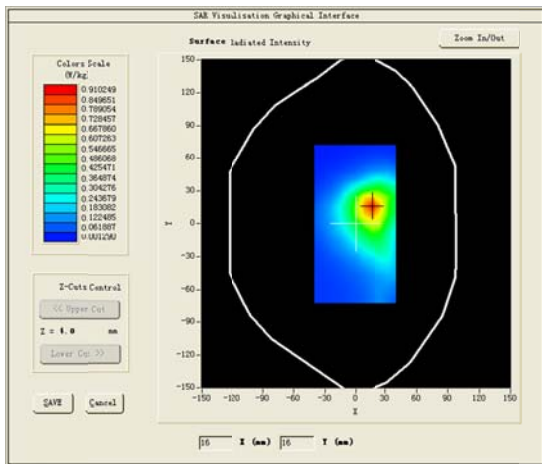 SAR Visualisation Graphical Interface
Surface Radiated Intensity
Zoom In/Out
Colors Scale
(W/kg)
0.910249
0.849651
0.789054
0.728457
0.667860
0.607263
0.546665
0.486068
0.425471
0.364874
0.304276
0.243679
0.183082
0.122485
0.061887
0.001290
150
120
90
60
30
0
-30
-60
-90
-120
-150
Y
-150 -120 -90 -60 -30 0 30 60 90 120 150
X
Z-Cuts Control
<< Upper Cut
Z = 4.0 mm
Lower Cut >>
SAVE
Cancel
16 X (mm) 16 Y (mm)